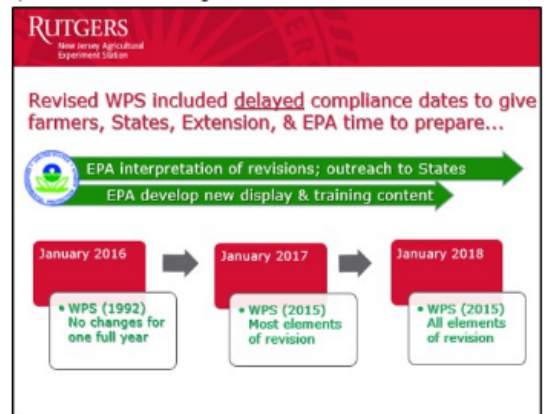 RUTGERS
New Jersey Agricultural
Experiment Station
Revised WPS included delayed compliance dates to give
farmers, States, Extension, & EPA time to prepare...
EPA interpretation of revisions; outreach to States
EPA develop new display & training content
January 2016
• WPS (1992)
No changes for
one full year
January 2017
• WPS (2015)
Most elements
of revision
January 2018
• WPS (2015)
All elements
of revision